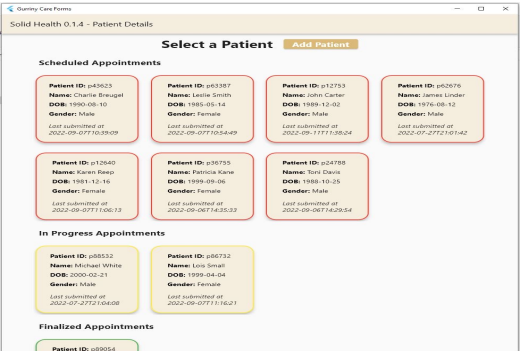 Gurriny Care Forms
Solid Health 0.1.4 - Patient Details
Select a Patient
Add Patient
Scheduled Appointments
Patient ID: p43623
Name: Charlie Breugel
DOB: 1990-08-10
Gender: Male
Last submitted at
2022-09-07T10:39:09
Patient ID: p63387
Name: Leslie Smith
DOB: 1985-05-14
Gender: Female
Last submitted at
2022-09-07T10:54:49
Patient ID: p12753
Name: John Carter
DOB: 1989-12-02
Gender: Male
Last submitted at
2022-09-11T11:38:24
Patient ID: p62676
Name: James Linder
DOB: 1976-08-12
Gender: Male
Last submitted at
2022-07-27T21:01:42
Patient ID: p12640
Name: Karen Reep
DOB: 1981-12-16
Gender: Female
Last submitted at
2022-09-07T11:06:13
Patient ID: p36755
Name: Patricia Kane
DOB: 1999-09-06
Gender: Female
Last submitted at
2022-09-06T14:35:33
Patient ID: p24788
Name: Toni Davis
DOB: 1988-10-25
Gender: Male
Last submitted at
2022-09-06T14:29:54
In Progress Appointments
Patient ID: p88532
Name: Michael White
DOB: 2000-02-21
Gender: Male
Last submitted at
2022-07-27T21:04:08
Patient ID: p86732
Name: Lois Small
DOB: 1999-04-04
Gender: Female
Last submitted at
2022-09-07T11:16:21
Finalized Appointments
Patient ID: p89054